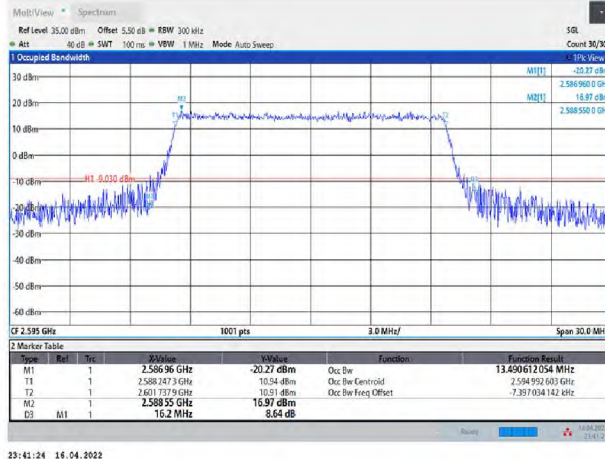 MultiView Spectrum
Ref Level 35.00 dBm Offset 5.50 dB RBW 300 kHz SGL
Att 40 dB SWT 100 ms VBW 1 MHz Mode Auto Sweep Count 30/30
1 Occupied Bandwidth 1Pk View
30 dBm M1[1] -20.27 dB
2.586960 0 GH
20 dBm M2 M2[1] 16.97 dB
2.588550 0 GH
T1 T2
10 dBm
0 dBm
H1 -9.030 dBm
-10 dBm
-20 dBm
-30 dBm
-40 dBm
-50 dBm
-60 dBm
CF 2.595 GHz 1001 pts 3.0 MHz/ Span 30.0 MH
2 Marker Table
Type Ref Trc X-Value Y-Value Function Function Result
M1 1 2.586 96 GHz -20.27 dBm Occ Bw 13.490 612 054 MHz
T1 1 2.588 247 3 GHz 10.94 dBm Occ Bw Centroid 2.594 992 603 GHz
T2 1 2.601 737 9 GHz 10.91 dBm Occ Bw Freq Offset -7.397 034 142 kHz
M2 1 2.588 55 GHz 16.97 dBm
D3 M1 1 16.2 MHz 8.64 dB
Ready
23:41:24 16.04.2022